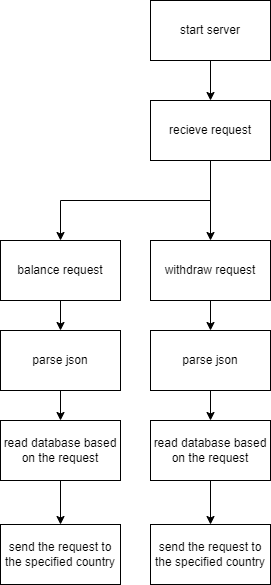 start server
recieve request
balance request
withdraw request
parse json
parse json
read database based
on the request
read database based
on the request
send the request to
the specified country
send the request to
the specified country